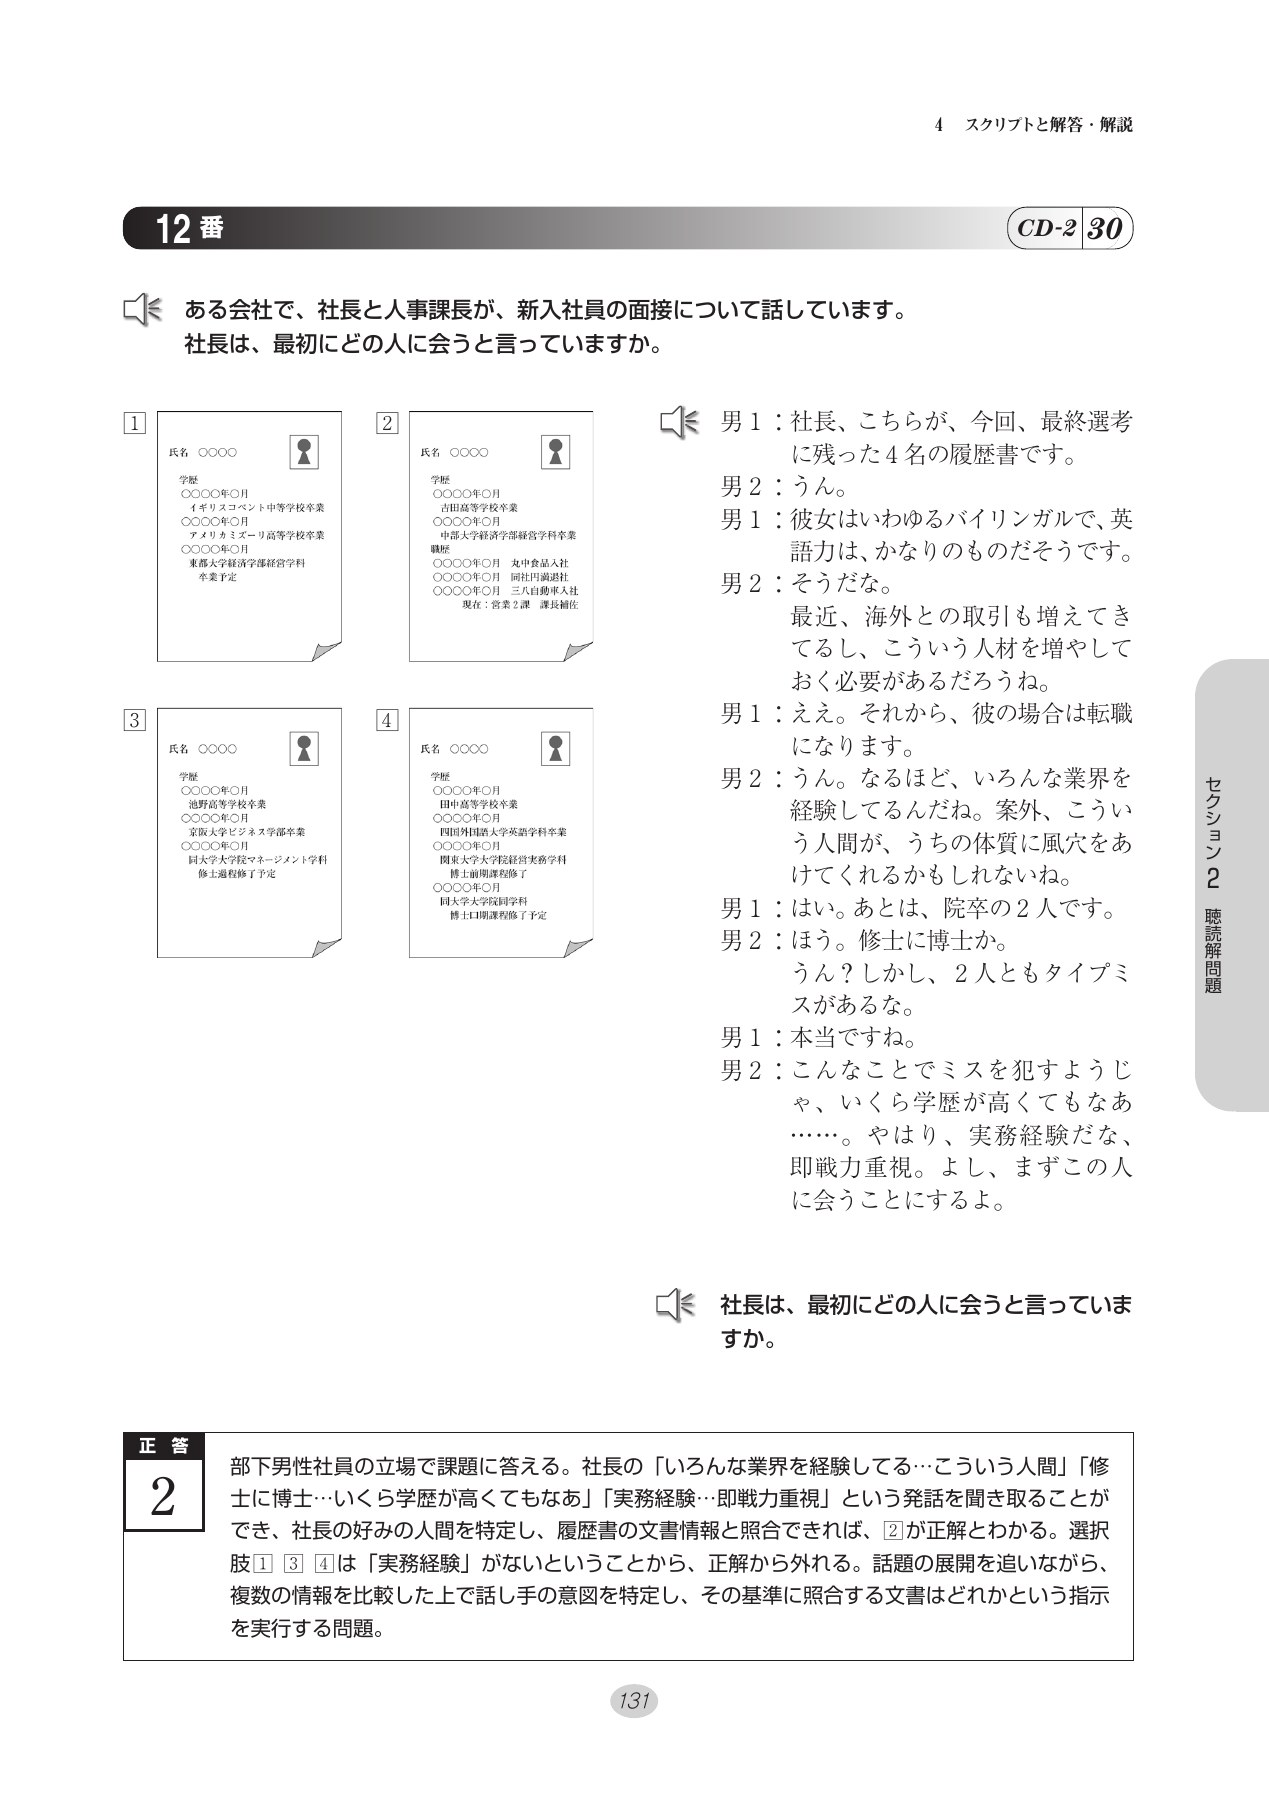 4 スクリプトと解答・解説
12番
CD-2 30
ある会社で、社長と人事課長が、新入社員の面接について話しています。
社長は、最初にどの人に会うと言っていますか。
1
氏名 ○○○○
学歴
○○○○年○月
イギリスコベント中等学校卒業
○○○○年○月
アメリカミズーリ高等学校卒業
○○○○年○月
東都大学経済学部経営学科
卒業予定
2
氏名 ○○○○
学歴
○○○○年○月
吉田高等学校卒業
○○○○年○月
中部大学経済学部経営学科卒業
職歴
○○○○年○月 丸中食品入社
○○○○年○月 同社円満退社
○○○○年○月 三八自動車入社
現在：営業2課 課長補佐
3
氏名 ○○○○
学歴
○○○○年○月
池野高等学校卒業
○○○○年○月
京阪大学ビジネス学部卒業
○○○○年○月
同大学大学院マネージメント学科
修士過程修了予定
4
氏名 ○○○○
学歴
○○○○年○月
田中高等学校卒業
○○○○年○月
四国外国語大学英語学科卒業
○○○○年○月
関東大学大学院経営実務学科
博士前期課程修了
○○○○年○月
同大学大学院同学科
博士口期課程修了予定
男1：社長、こちらが、今回、最終選考
に残った4名の履歴書です。
男2：うん。
男1：彼女はいわゆるバイリンガルで、英
語力は、かなりのものだそうです。
男2：そうだな。
最近、海外との取引も増えてき
てるし、こういう人材を増やして
おく必要があるだろうね。
男1：ええ。それから、彼の場合は転職
になります。
男2：うん。なるほど、いろんな業界を
経験してるんだね。案外、こうい
う人間が、うちの体質に風穴をあ
けてくれるかもしれないね。
男1：はい。あとは、院卒の2人です。
男2：ほう。修士に博士か。
うん？しかし、2人ともタイプミ
スがあるな。
男1：本当ですね。
男2：こんなことでミスを犯すようじ
ゃ、いくら学歴が高くてもなあ
……。やはり、実務経験だな、
即戦力重視。よし、まずこの人
に会うことにするよ。
社長は、最初にどの人に会うと言っていま
すか。
正答
2
部下男性社員の立場で課題に答える。社長の「いろんな業界を経験してる…こういう人間」「修
士に博士…いくら学歴が高くてもなあ」「実務経験…即戦力重視」という発話を聞き取ることが
でき、社長の好みの人間を特定し、履歴書の文書情報と照合できれば、2が正解とわかる。選択
肢1 3 4は「実務経験」がないということから、正解から外れる。話題の展開を追いながら、
複数の情報を比較した上で話し手の意図を特定し、その基準に照合する文書はどれかという指示
を実行する問題。
セクション2 聴読解問題
131